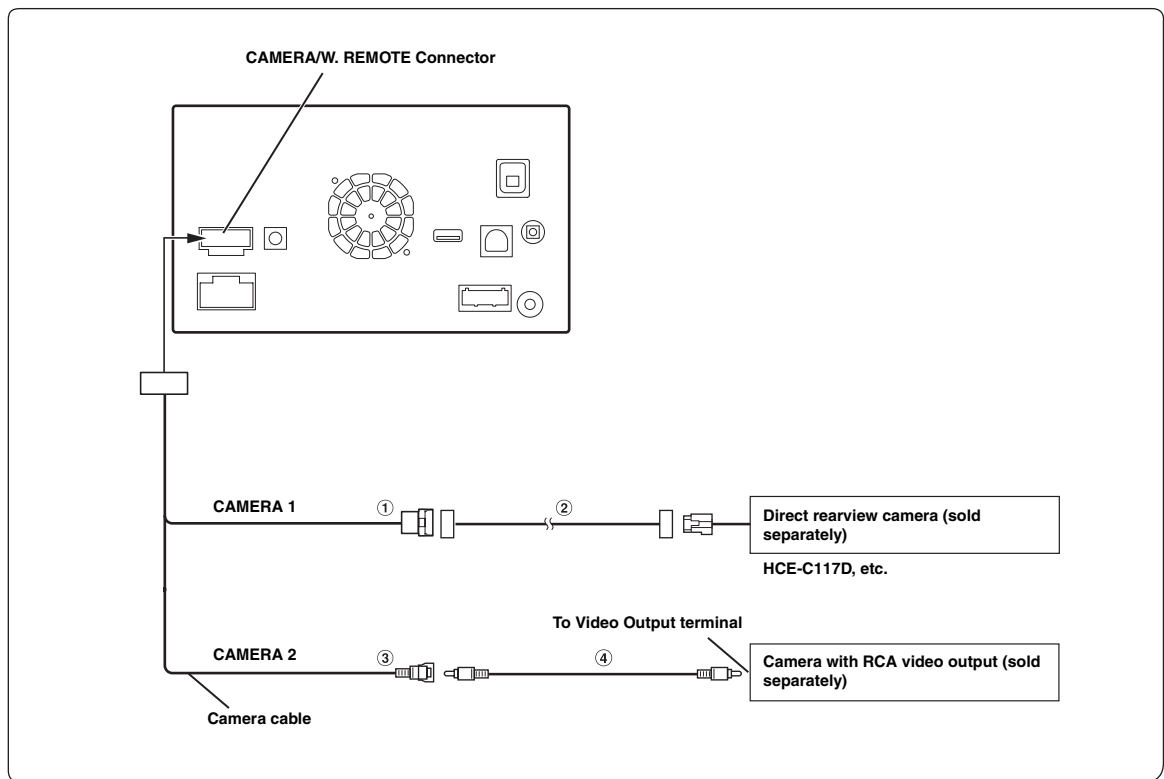 CAMERA/W. REMOTE Connector
CAMERA 1
①
②
Direct rearview camera (sold
separately)
HCE-C117D, etc.
To Video Output terminal
CAMERA 2
③
④
Camera with RCA video output (sold
separately)
Camera cable